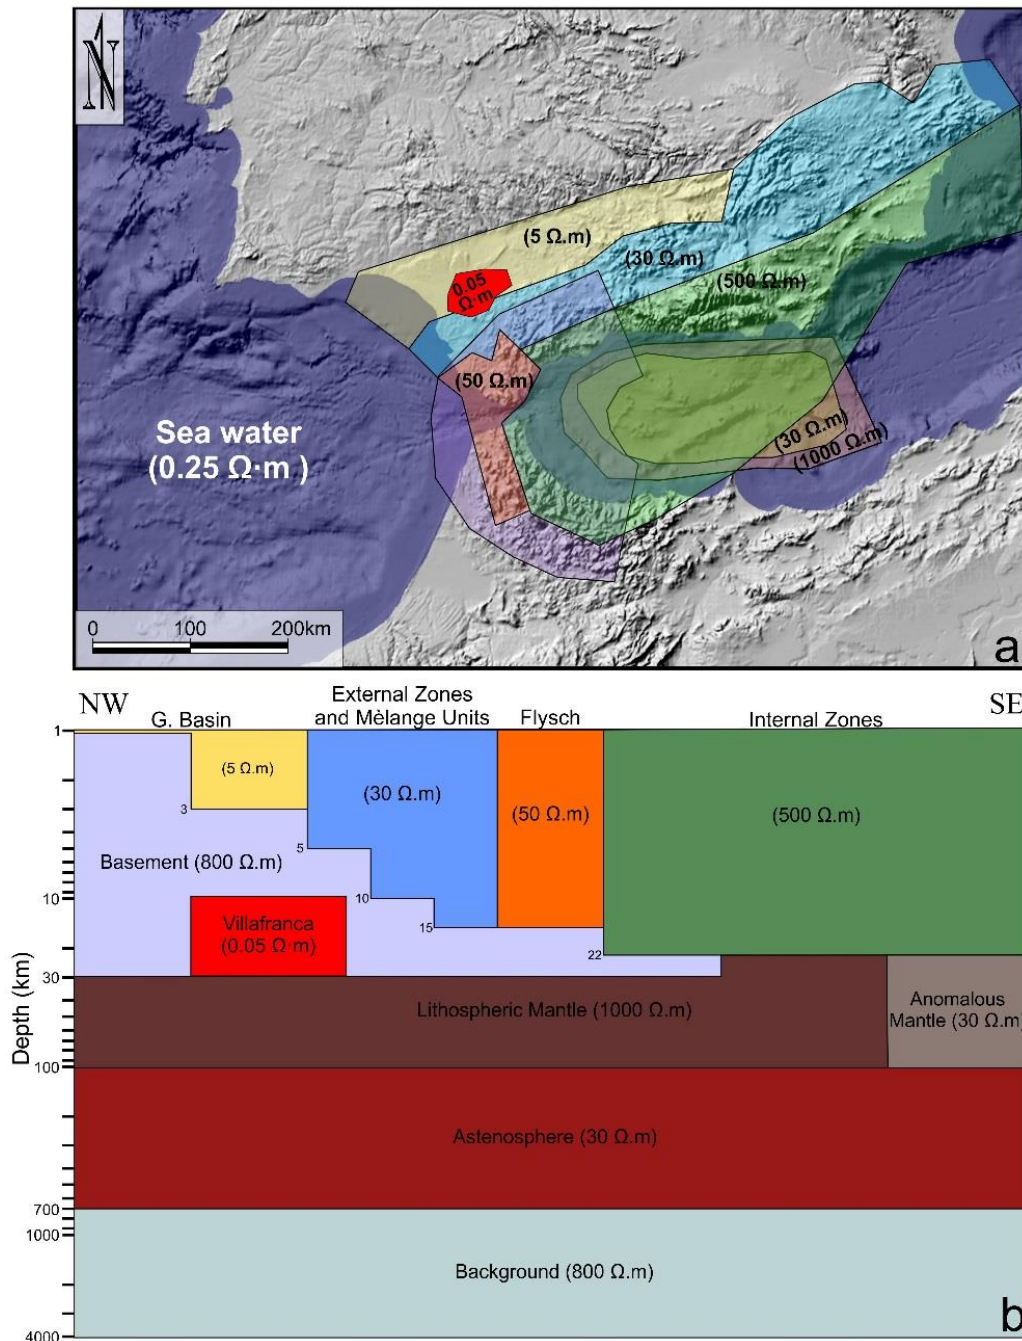 N
(5 Ω.m)
(30 Ω.m)
(500 Ω.m)
0.05
Ω·m
(50 Ω.m)
Sea water
(0.25 Ω·m )
(30 Ω.m)
(1000 Ω.m)
0 100 200km
a
NW SE
G. Basin
External Zones
and Mèlange Units
Flysch
Internal Zones
1
(5 Ω.m)
3
(30 Ω.m)
(50 Ω.m)
(500 Ω.m)
5
Basement (800 Ω.m)
10
10
Villafranca
(0.05 Ω·m)
15
22
30
Depth (km)
Lithospheric Mantle (1000 Ω.m)
Anomalous
Mantle (30 Ω.m)
100
Astenosphere (30 Ω.m)
700
1000
Background (800 Ω.m)
4000
b